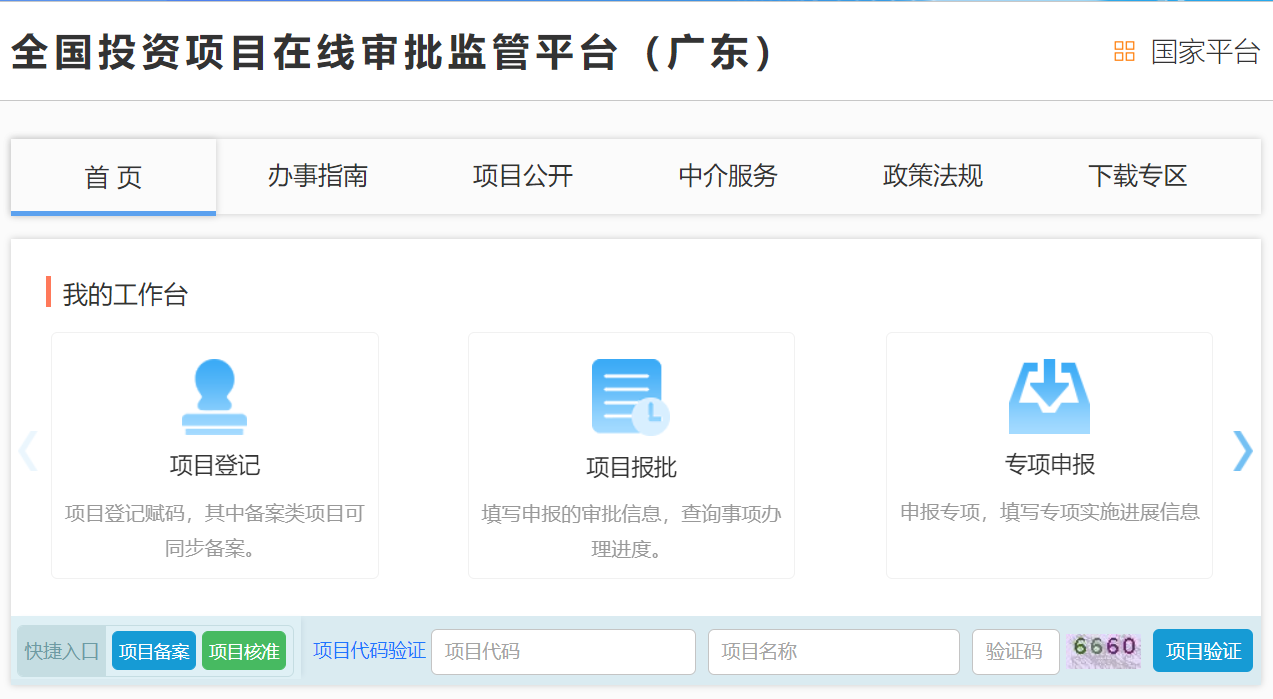 全国投资项目在线审批监管平台（广东）
国家平台
首 页 办事指南 项目公开 中介服务 政策法规 下载专区
我的工作台
项目登记
项目登记赋码，其中备案类项目可
同步备案。
项目报批
填写申报的审批信息，查询事项办
理进度。
专项申报
申报专项，填写专项实施进展信息
快捷入口 项目备案 项目核准 项目代码验证 项目代码 项目名称 验证码 6660 项目验证